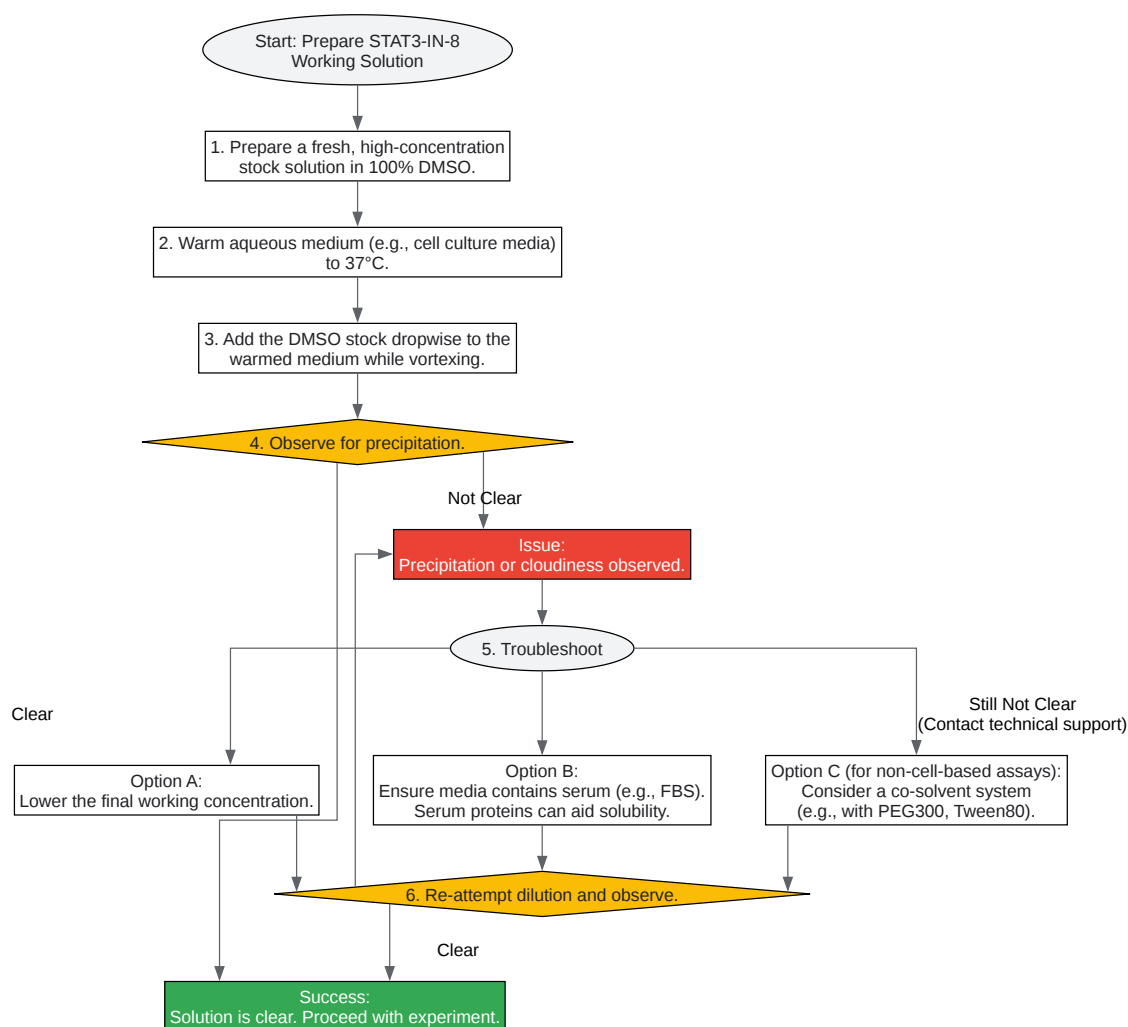 Start: Prepare STAT3-IN-8
Working Solution
1. Prepare a fresh, high-concentration
stock solution in 100% DMSO.
2. Warm aqueous medium (e.g., cell culture media)
to 37°C.
3. Add the DMSO stock dropwise to the
warmed medium while vortexing.
4. Observe for precipitation.
Not Clear
Issue:
Precipitation or cloudiness observed.
5. Troubleshoot
Clear
Still Not Clear
(Contact technical support)
Option A:
Lower the final working concentration.
Option B:
Ensure media contains serum (e.g., FBS).
Serum proteins can aid solubility.
Option C (for non-cell-based assays):
Consider a co-solvent system
(e.g., with PEG300, Tween80).
6. Re-attempt dilution and observe.
Clear
Success:
Solution is clear. Proceed with experiment.